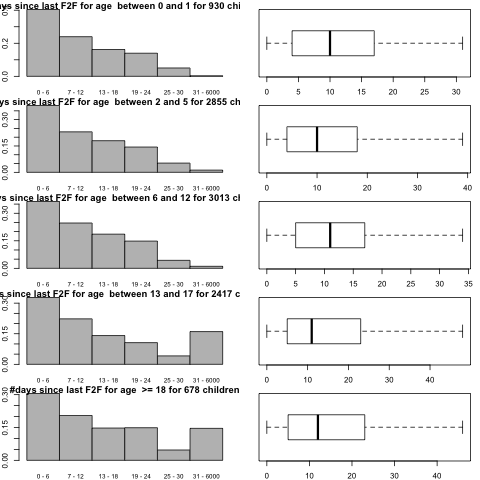 ys since last F2F for age between 0 and 1 for 930 chi
0.0 0.2
0 - 6 7 - 12 13 - 18 19 - 24 25 - 30 31 - 6000
0 5 10 15 20 25 30
ys since last F2F for age between 2 and 5 for 2855 ch
0.00 0.15 0.30
0 - 6 7 - 12 13 - 18 19 - 24 25 - 30 31 - 6000
0 10 20 30 40
ys since last F2F for age between 6 and 12 for 3013 cl
0.00 0.15 0.30
0 - 6 7 - 12 13 - 18 19 - 24 25 - 30 31 - 6000
0 5 10 15 20 25 30 35
s since last F2F for age between 13 and 17 for 2417 c
0.00 0.15 0.30
0 - 6 7 - 12 13 - 18 19 - 24 25 - 30 31 - 6000
0 10 20 30 40
#days since last F2F for age >= 18 for 678 children
0.00 0.15 0.30
0 - 6 7 - 12 13 - 18 19 - 24 25 - 30 31 - 6000
0 10 20 30 40